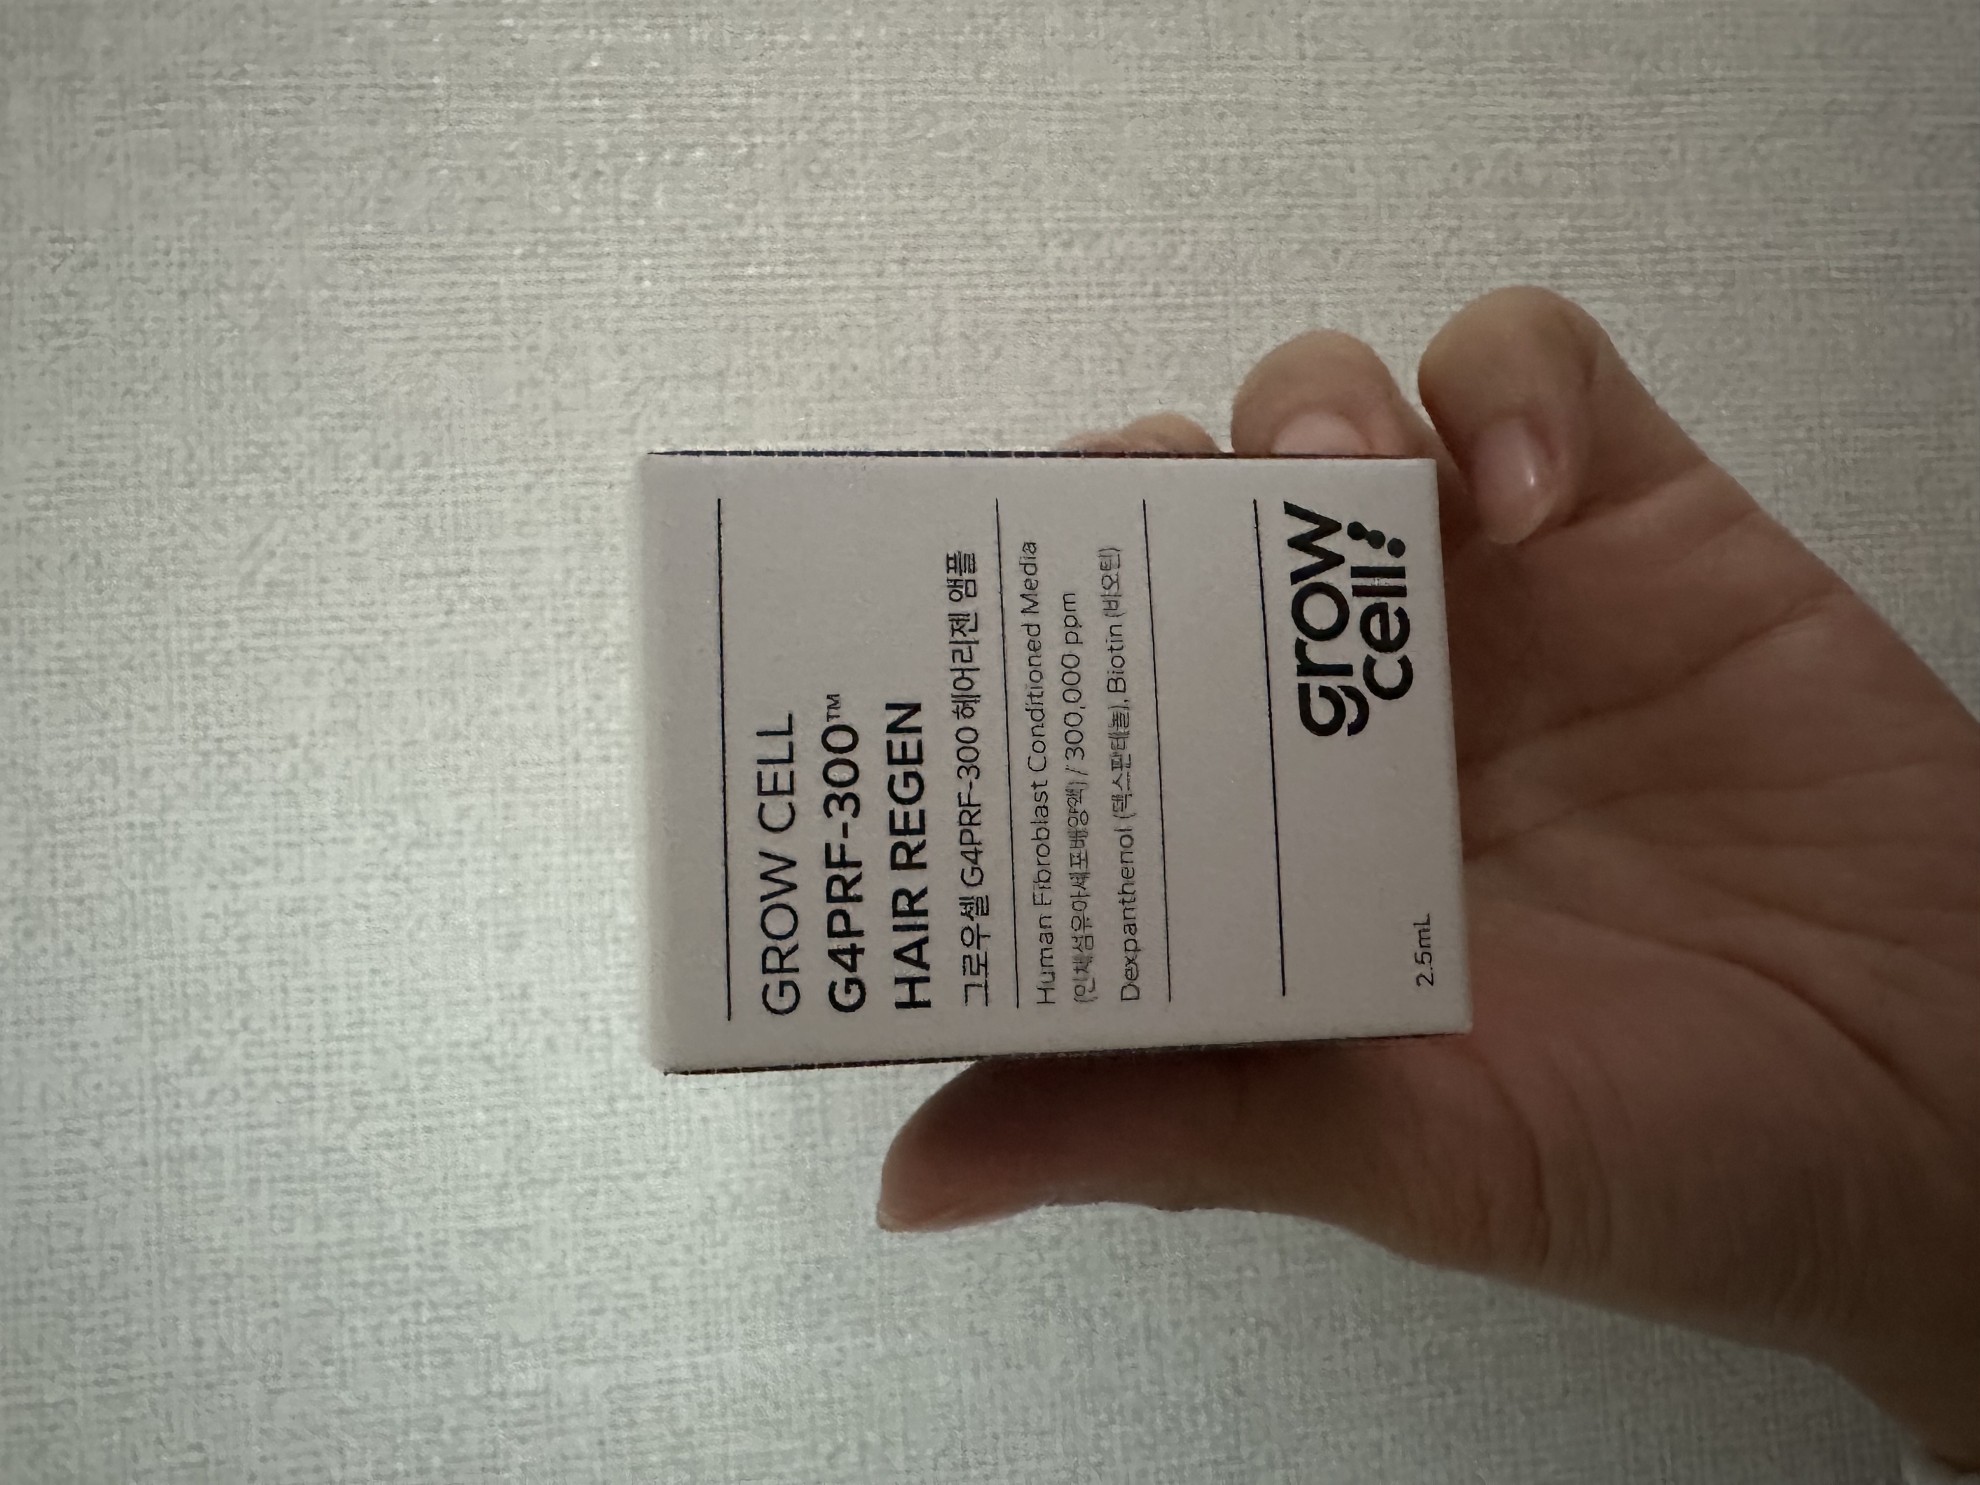 GROW CELL
G4PRF-300™
HAIR REGEN
그로우셀 G4PRF-300 헤어리젠 앰플
Human Fibroblast Conditioned Media
(인체섬유아세포배양액) / 300,000 ppm
Dexpanthenol (덱스판테놀), Biotin (비오틴)
2.5mL
grow
cell